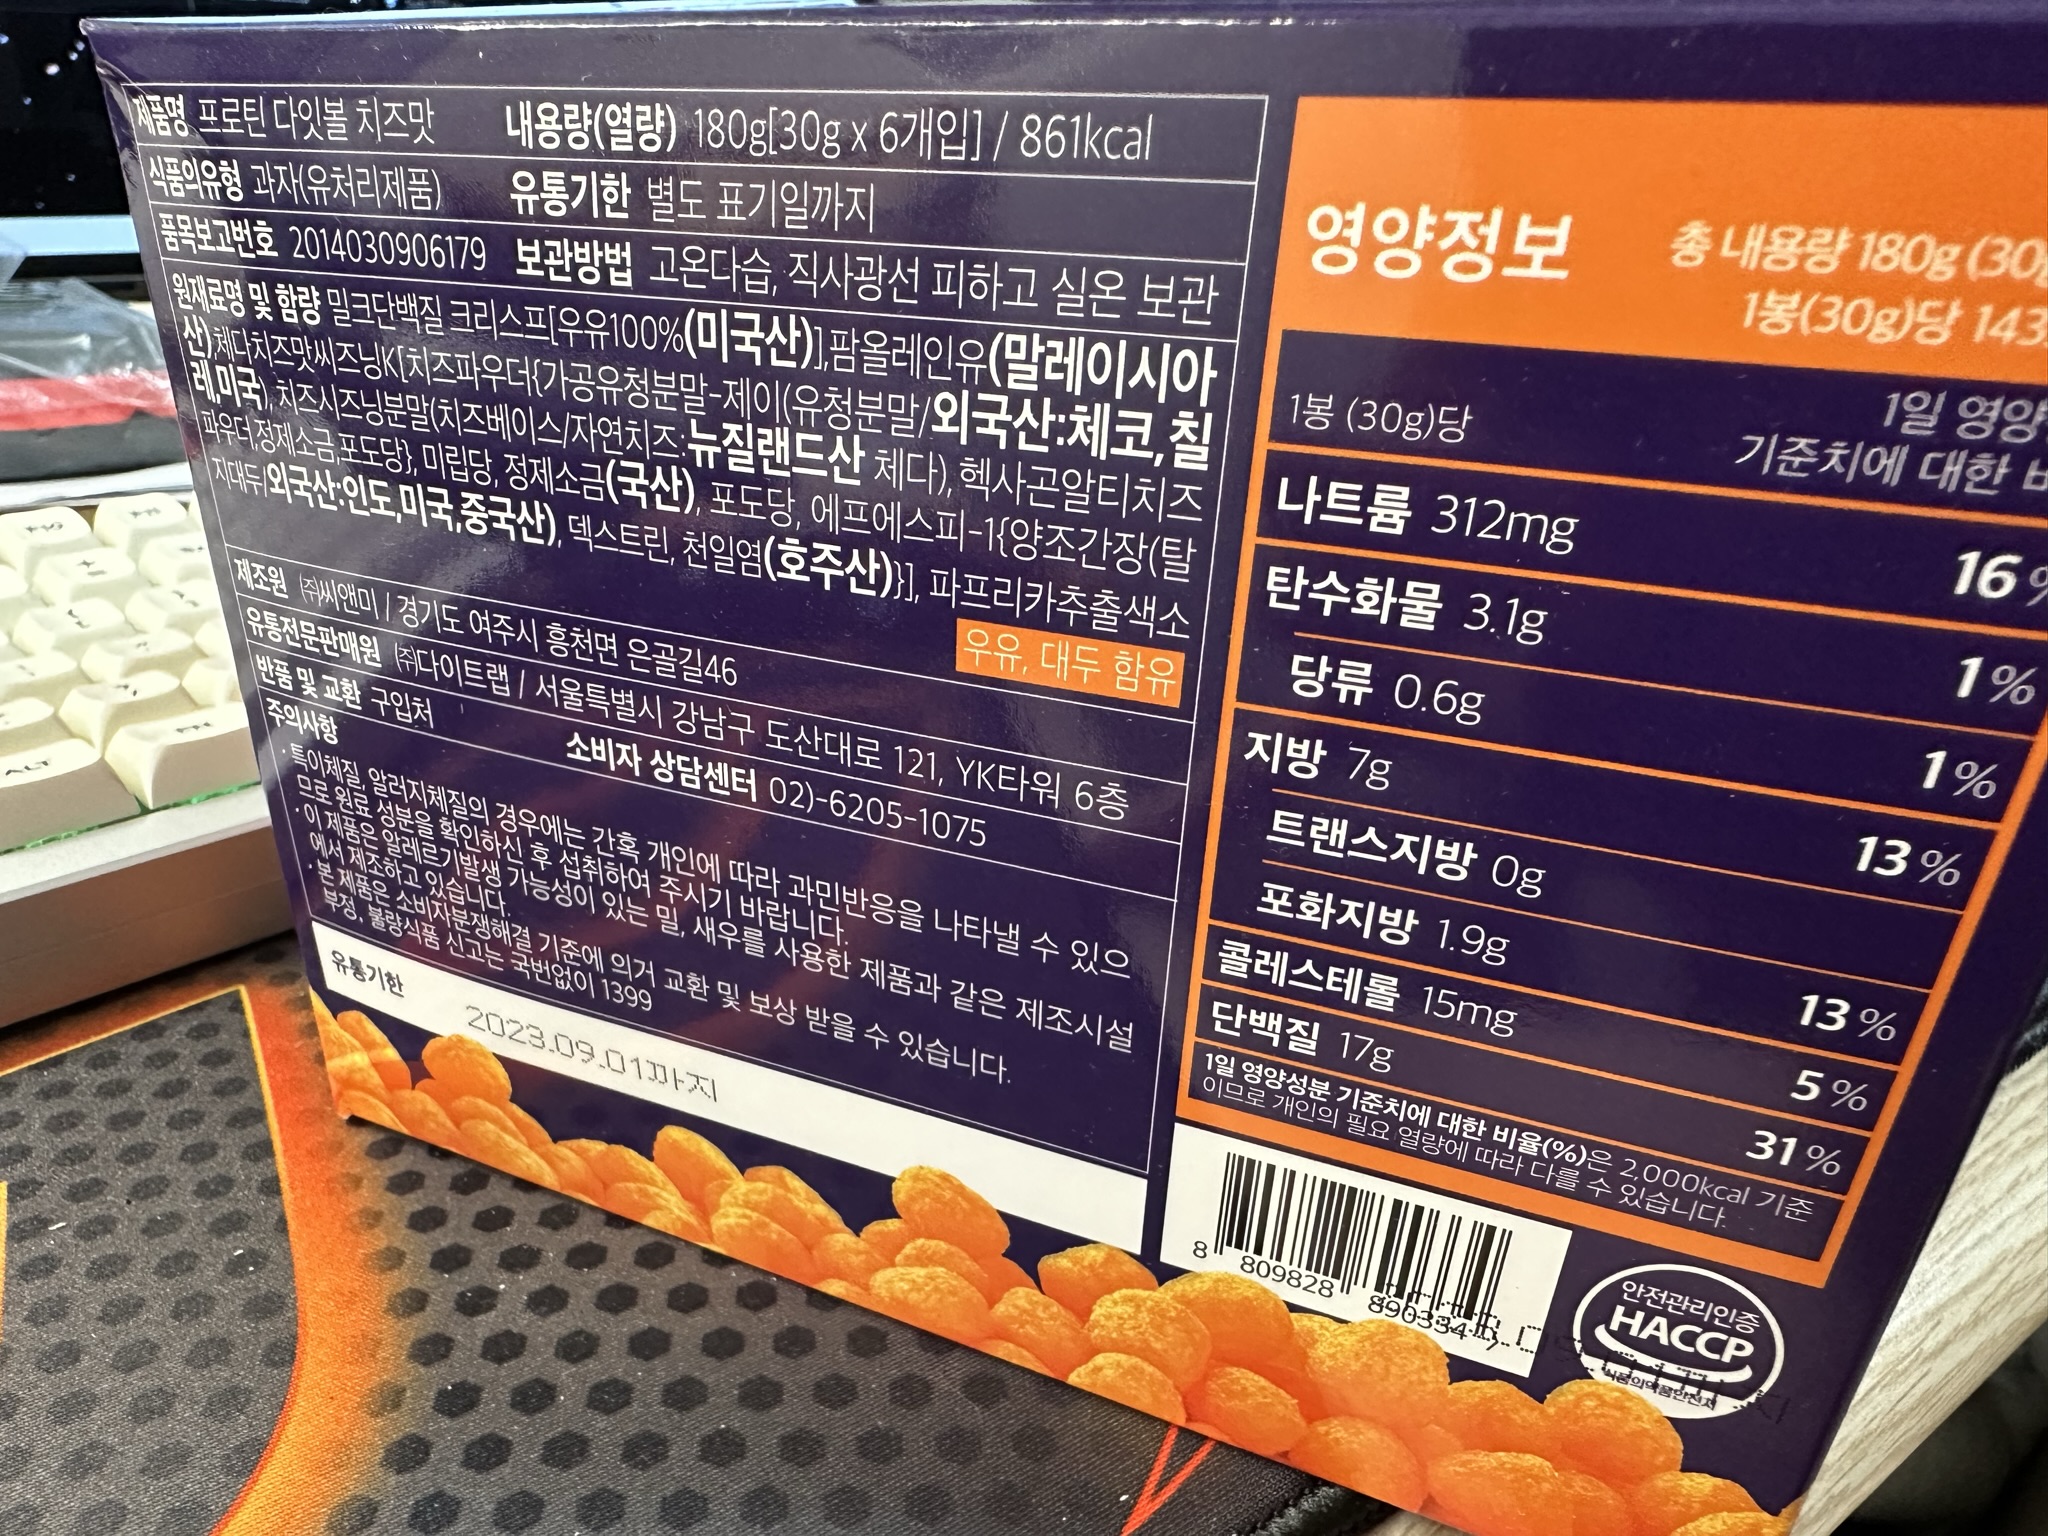 제품명 프로틴 다잇볼 치즈맛 내용량(열량) 180g[30g x 6개입] / 861kcal
식품의유형 과자(유처리제품) 유통기한 별도 표기일까지
품목보고번호 2014030906179 보관방법 고온다습, 직사광선 피하고 실온 보관
원재료명 및 함량 밀크단백질 크리스프[우유100%(미국산)],팜올레인유(말레이시아
산),체다치즈맛씨즈닝K[치즈파우더{가공유청분말-제이(유청분말/외국산:체코,칠
레,미국), 치즈시즈닝분말(치즈베이스/자연치즈:뉴질랜드산 체다), 헥사곤알티치즈
파우더,정제소금,포도당}, 미립당, 정제소금(국산), 포도당, 에프에스피-1{양조간장(탈
지대두/외국산:인도,미국,중국산), 덱스트린, 천일염(호주산)}], 파프리카추출색소
우유, 대두 함유
제조원 ㈜씨앤미 / 경기도 여주시 흥천면 은골길46
유통전문판매원 ㈜다이트랩 / 서울특별시 강남구 도산대로 121, YK타워 6층
반품 및 교환 구입처 소비자 상담센터 02)-6205-1075
주의사항
· 특이체질, 알러지체질의 경우에는 간혹 개인에 따라 과민반응을 나타낼 수 있으
므로 원료 성분을 확인하신 후 섭취하여 주시기 바랍니다.
· 이 제품은 알레르기발생 가능성이 있는 밀, 새우를 사용한 제품과 같은 제조시설
에서 제조하고 있습니다.
· 본 제품은 소비자분쟁해결 기준에 의거 교환 및 보상 받을 수 있습니다.
부정, 불량식품 신고는 국번없이 1399
유통기한
2023.09.01까지
영양정보
총 내용량 180g (30g
1봉(30g)당 143
1봉 (30g)당
1일 영양
기준치에 대한
나트륨 312mg 16%
탄수화물 3.1g 1%
당류 0.6g 1%
지방 7g 13%
트랜스지방 0g
포화지방 1.9g 13%
콜레스테롤 15mg 5%
단백질 17g 31%
1일 영양성분 기준치에 대한 비율(%)은 2,000kcal 기준
이므로 개인의 필요 열량에 따라 다를 수 있습니다.
8 809828 890334
안전관리인증
HACCP
식품의약품안전처